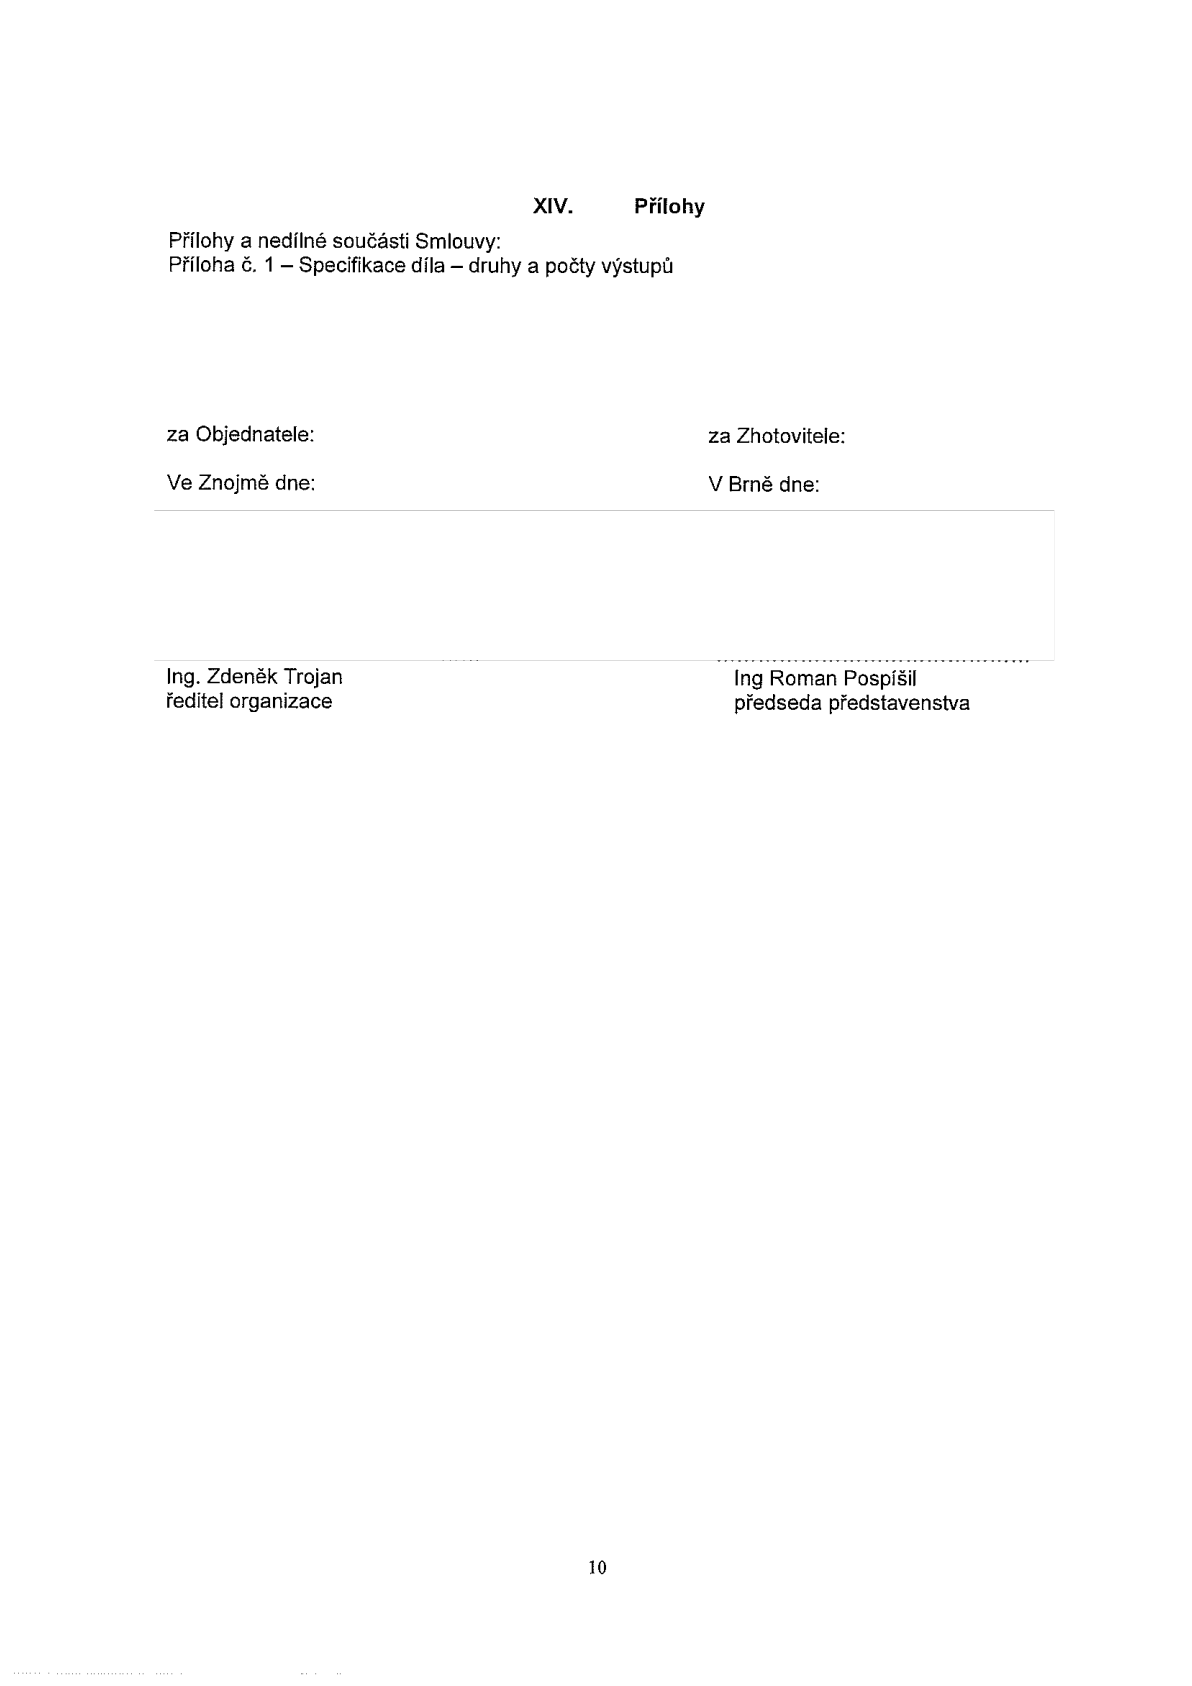 XIV. Přílohy
Přílohy a nedílné součásti Smlouvy:
Příloha č. 1 – Specifikace díla – druhy a počty výstupů
za Objednatele:
za Zhotovitele:
Ve Znojmě dne:
V Brně dne:
Ing. Zdeněk Trojan
ředitel organizace
Ing Roman Pospíšil
předseda představenstva
10